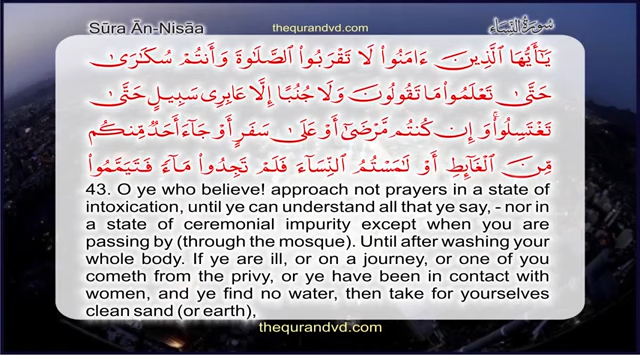 Sūra Ān-Nisāa
thequrandvd.com
سُورَةُ النِّسَاء
يَـٰٓأَيُّهَا ٱلَّذِينَ ءَامَنُوا۟ لَا تَقْرَبُوا۟ ٱلصَّلَوٰةَ وَأَنتُمْ سُكَـٰرَىٰ
حَتَّىٰ تَعْلَمُوا۟ مَا تَقُولُونَ وَلَا جُنُبًا إِلَّا عَابِرِى سَبِيلٍ حَتَّىٰ
تَغْتَسِلُوا۟ وَإِن كُنتُم مَّرْضَىٰٓ أَوْ عَلَىٰ سَفَرٍ أَوْ جَآءَ أَحَدٌ مِّنكُم
مِّنَ ٱلْغَآئِطِ أَوْ لَـٰمَسْتُمُ ٱلنِّسَآءَ فَلَمْ تَجِدُوا۟ مَآءً فَتَيَمَّمُوا۟
43. O ye who believe! approach not prayers in a state of
intoxication, until ye can understand all that ye say, - nor in
a state of ceremonial impurity except when you are
passing by (through the mosque). Until after washing your
whole body. If ye are ill, or on a journey, or one of you
cometh from the privy, or ye have been in contact with
women, and ye find no water, then take for yourselves
clean sand (or earth),
thequrandvd.com